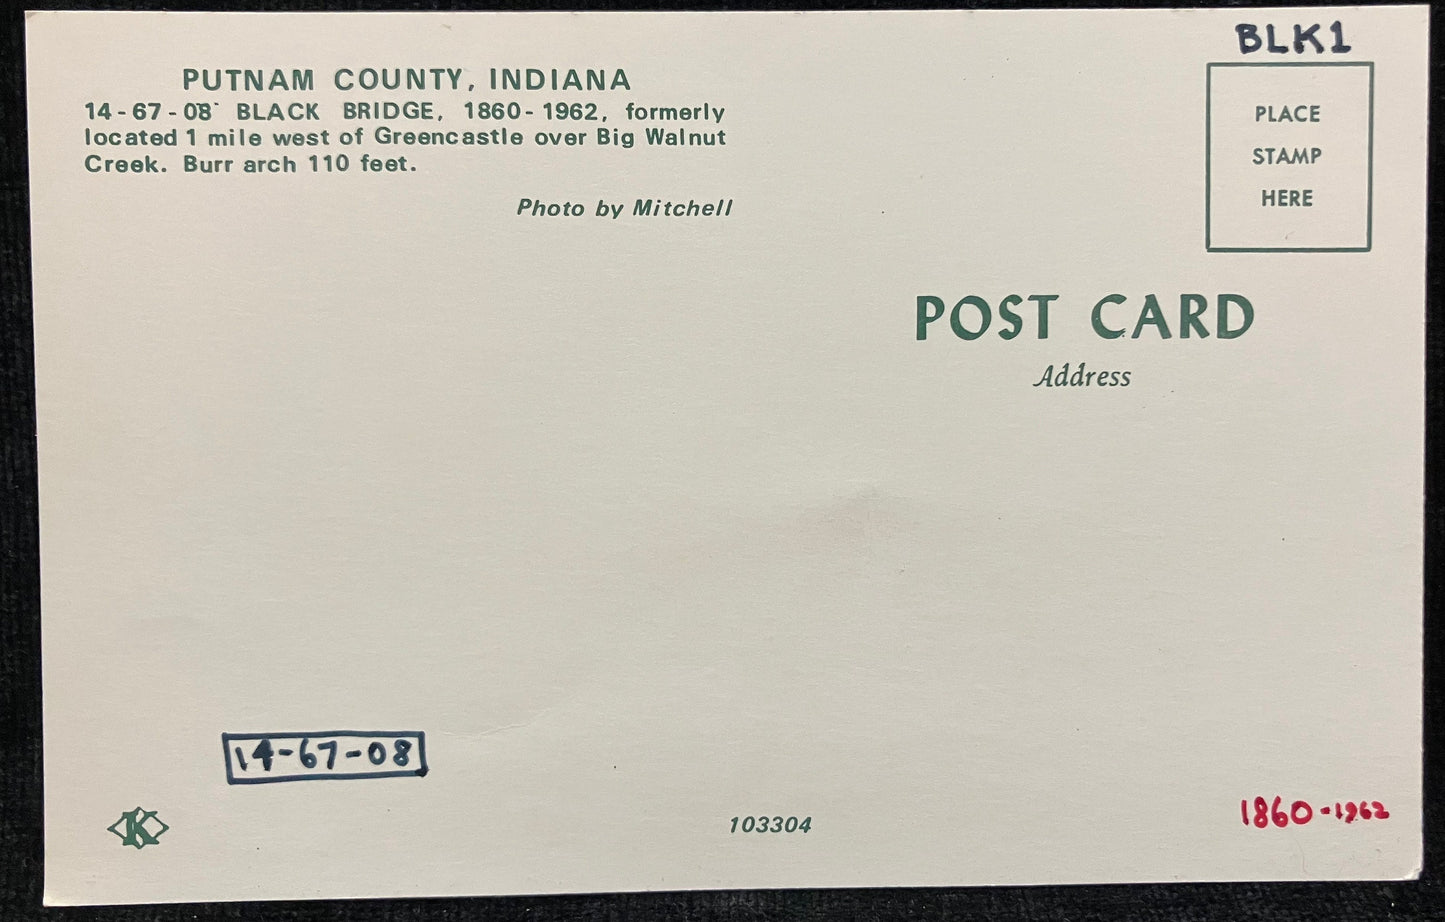 BLK1
PUTNAM COUNTY, INDIANA
14-67-08 BLACK BRIDGE, 1860-1962, formerly
located 1 mile west of Greencastle over Big Walnut
Creek. Burr arch 110 feet.
Photo by Mitchell
PLACE
STAMP
HERE
POST CARD
Address
14-67-08
K
103304
1860-1962